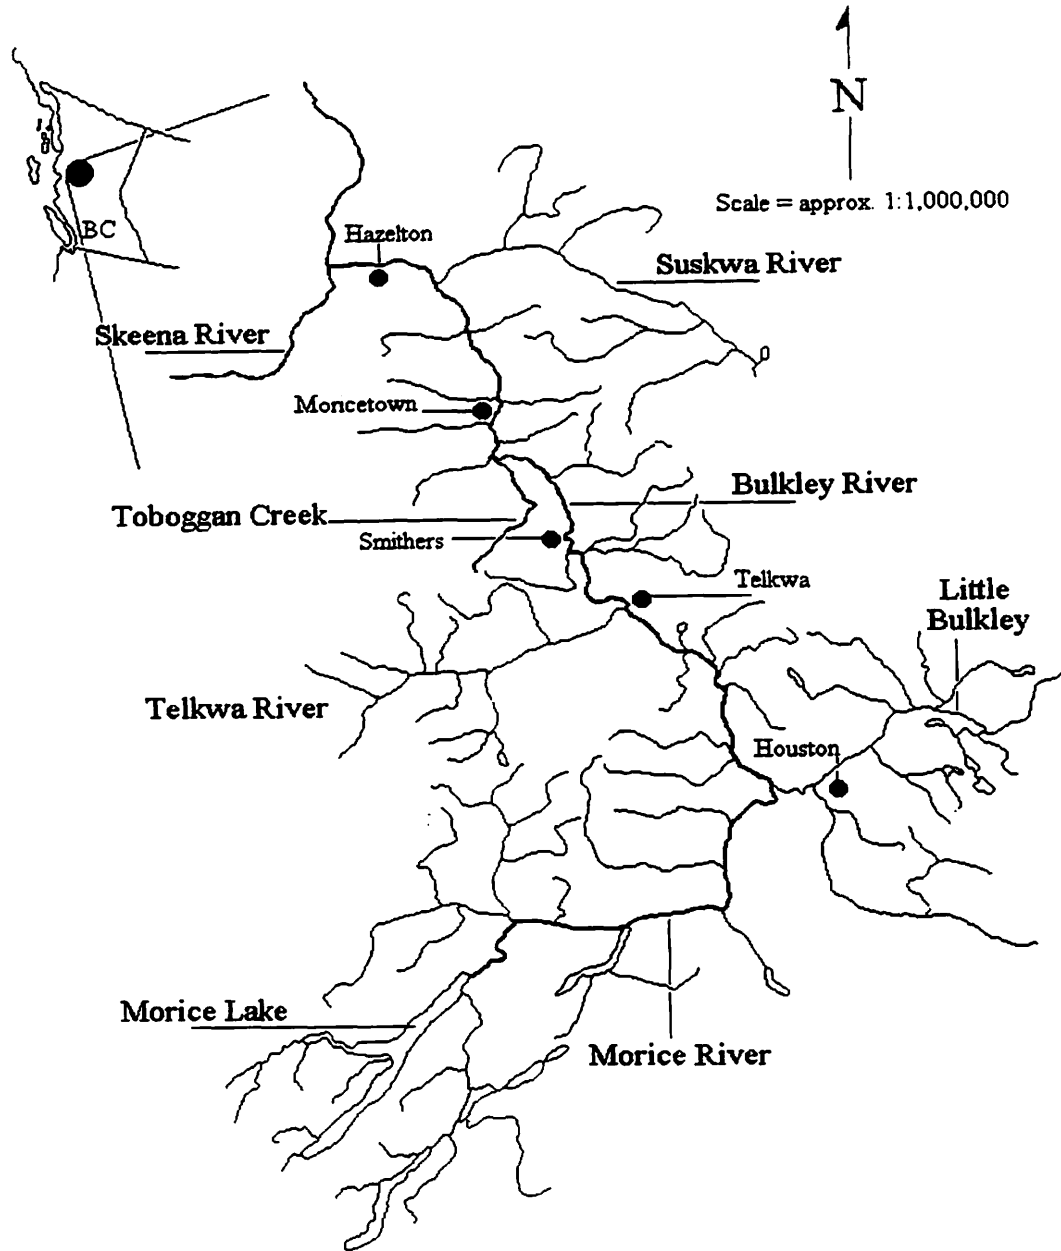 N
Scale = approx. 1:1,000,000
BC
Hazelton
Suskwa River
Skeena River
Moncetown
Bulkley River
Toboggan Creek
Smithers
Telkwa
Little
Bulkley
Telkwa River
Houston
Morice Lake
Morice River